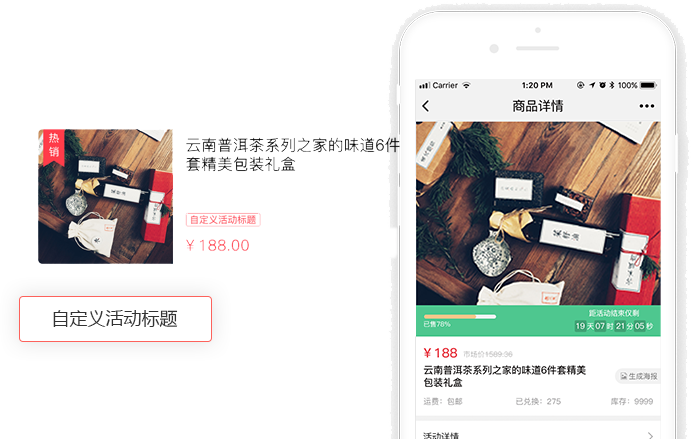 热
销
云南普洱茶系列之家的味道6件
套精美包装礼盒
自定义活动标题
¥ 188.00
自定义活动标题
Carrier 1:20 PM 100%
商品详情
距活动结束仅剩
已售78%
19 天 07 时 21 分 05 秒
¥ 188 市场价1589.36
云南普洱茶系列之家的味道6件套精美
包装礼盒
生成海报
运费：包邮 已兑换：275 库存：9999
活动详情